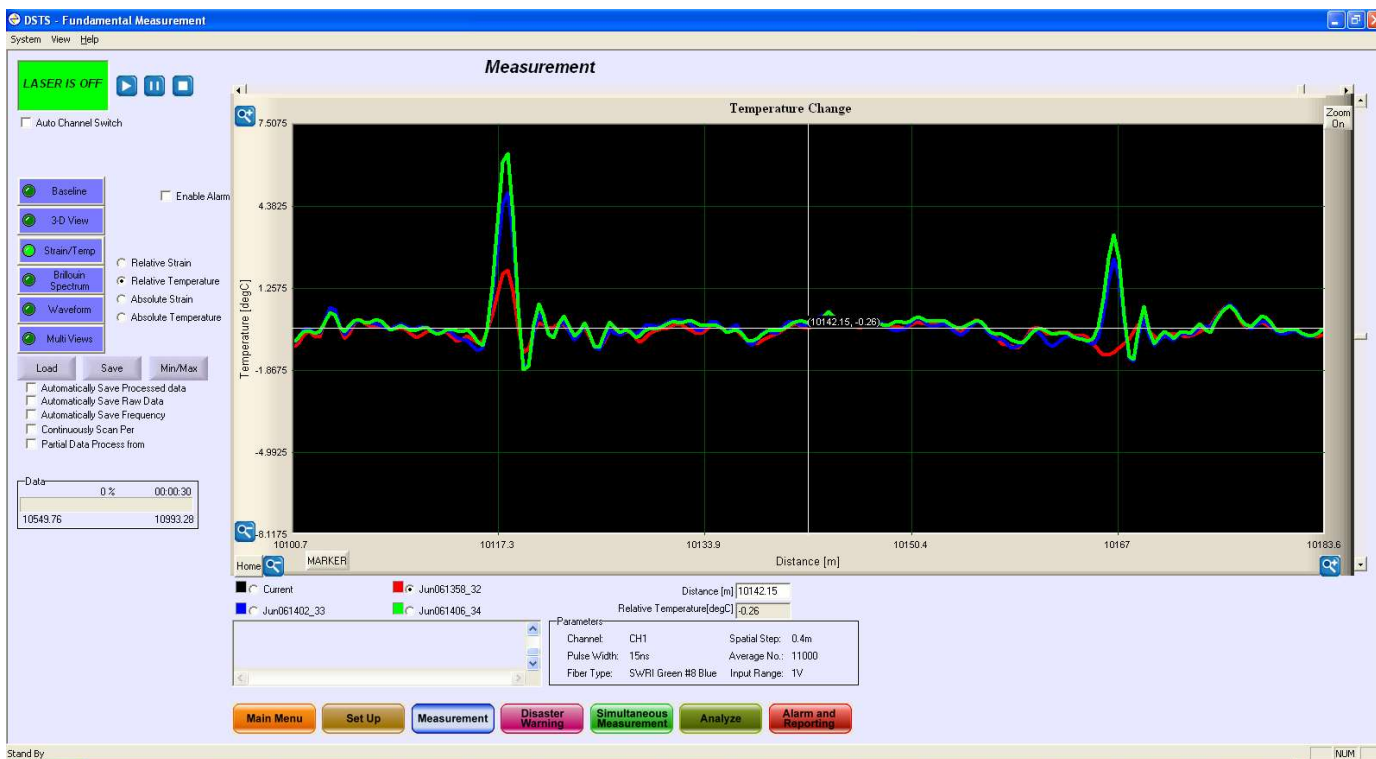 DSTS - Fundamental Measurement
System View Help
LASER IS OFF
Measurement
Auto Channel Switch
Temperature Change
Zoom On
7.5075
4.3825
1.2575
-1.8675
-4.9925
-8.1175
Temperature [degC]
(10142.15, -0.26)
10100.7 10117.3 10133.9 10150.4 10167 10183.6
Distance [m]
Home
MARKER
Baseline
Enable Alarm
3-D View
Strain/Temp
Brillouin
Spectrum
Waveform
Multi Views
Relative Strain
Relative Temperature
Absolute Strain
Absolute Temperature
Load Save Min/Max
Automatically Save Processed data
Automatically Save Raw Data
Automatically Save Frequency
Continuously Scan Per
Partial Data Process from
Data
0 % 00:00:30
10549.76 10993.28
Current Jun061358_32
Jun061402_33 Jun061406_34
Distance [m] 10142.15
Relative Temperature[degC] -0.26
Parameters
Channel: CH1 Spatial Step: 0.4m
Pulse Width: 15ns Average No.: 11000
Fiber Type: SWRI Green #8 Blue Input Range: 1V
Main Menu
Set Up
Measurement
Disaster
Warning
Simultaneous
Measurement
Analyze
Alarm and
Reporting
Stand By
NUM